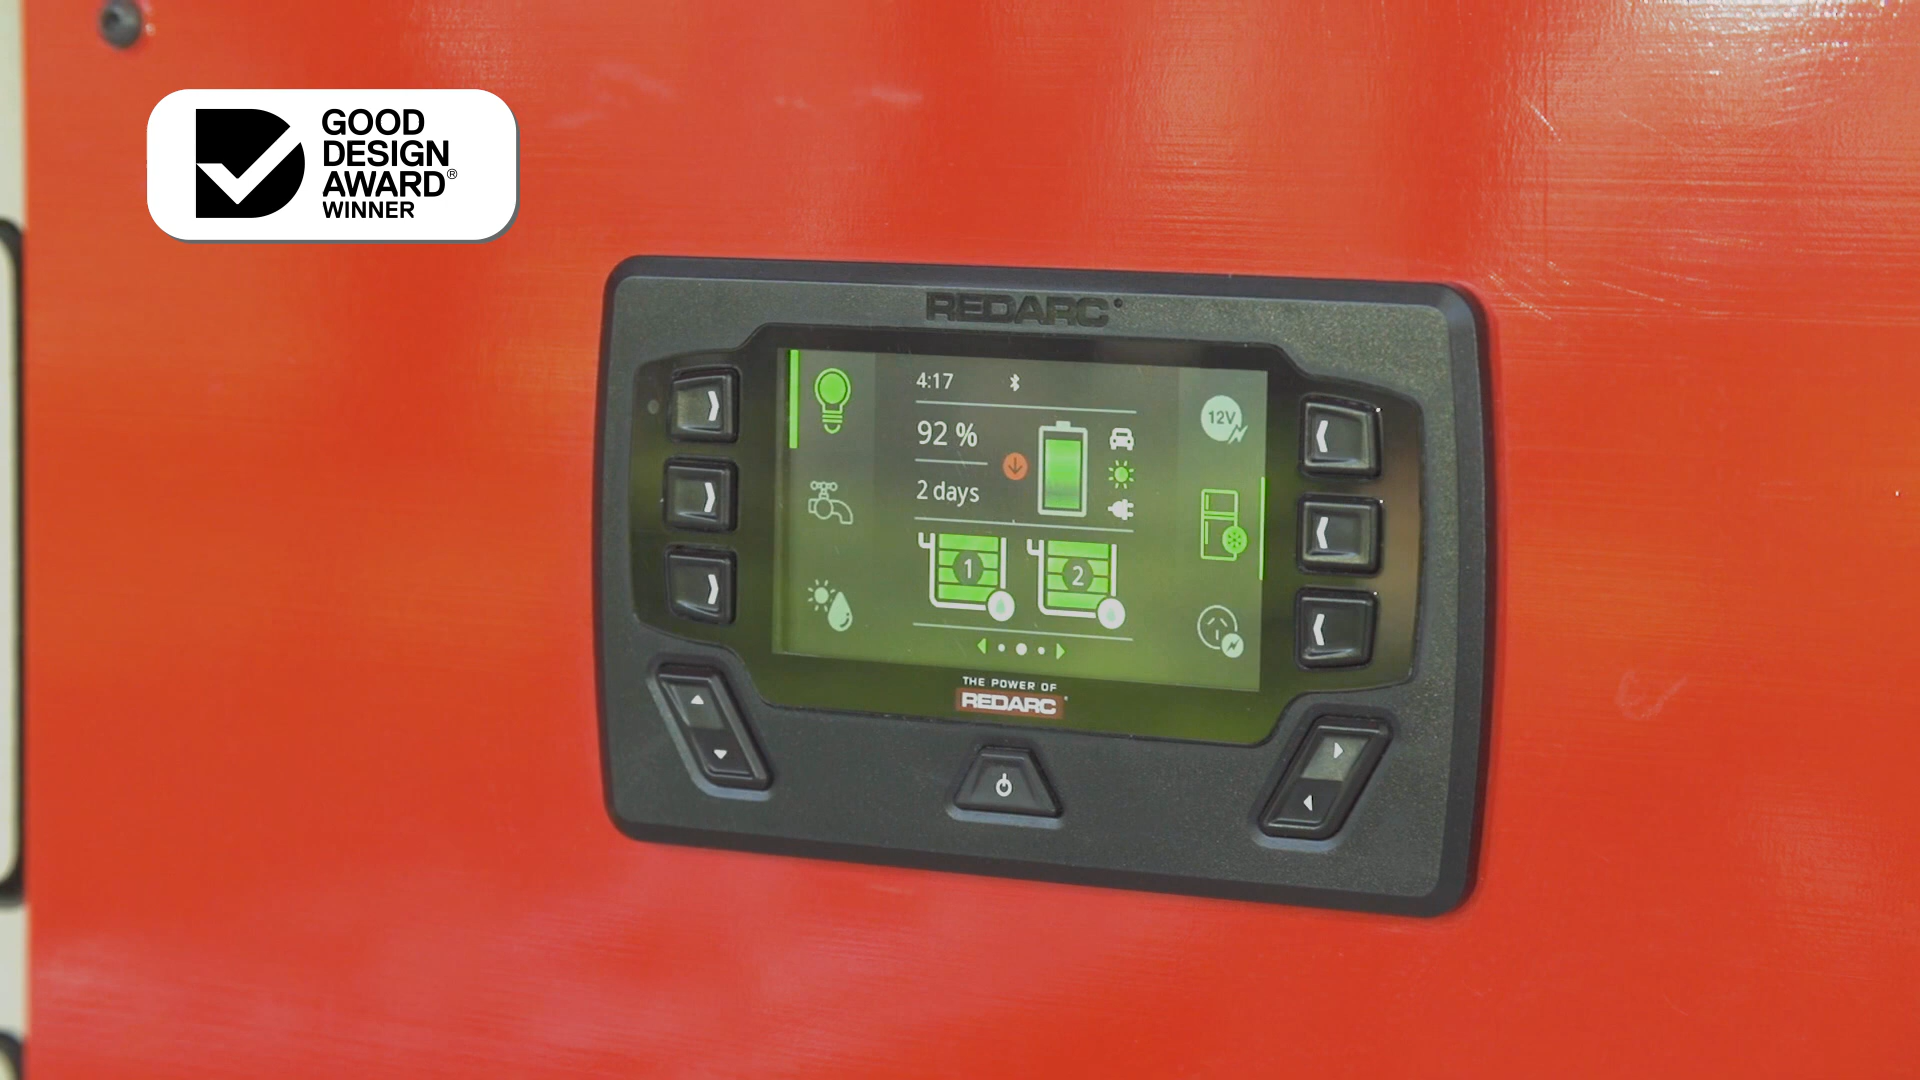 GOOD
DESIGN
AWARD®
WINNER
REDARC
4:17
92 %
2 days
1
2
12V
THE POWER OF
REDARC